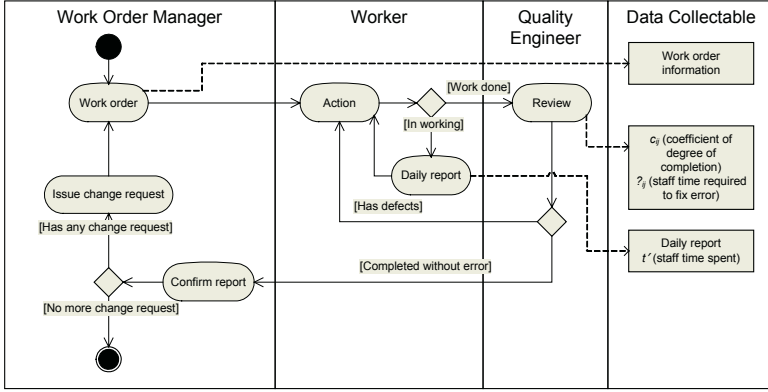 Work Order Manager
Worker
Quality
Engineer
Data Collectable
Work order
Action
[Work done]
[In working]
Review
Daily report
[Has defects]
Issue change request
[Has any change request]
[Completed without error]
Confirm report
[No more change request]
Work order
information
cij (coefficient of
degree of
completion)
?ij (staff time required
to fix error)
Daily report
t´ (staff time spent)